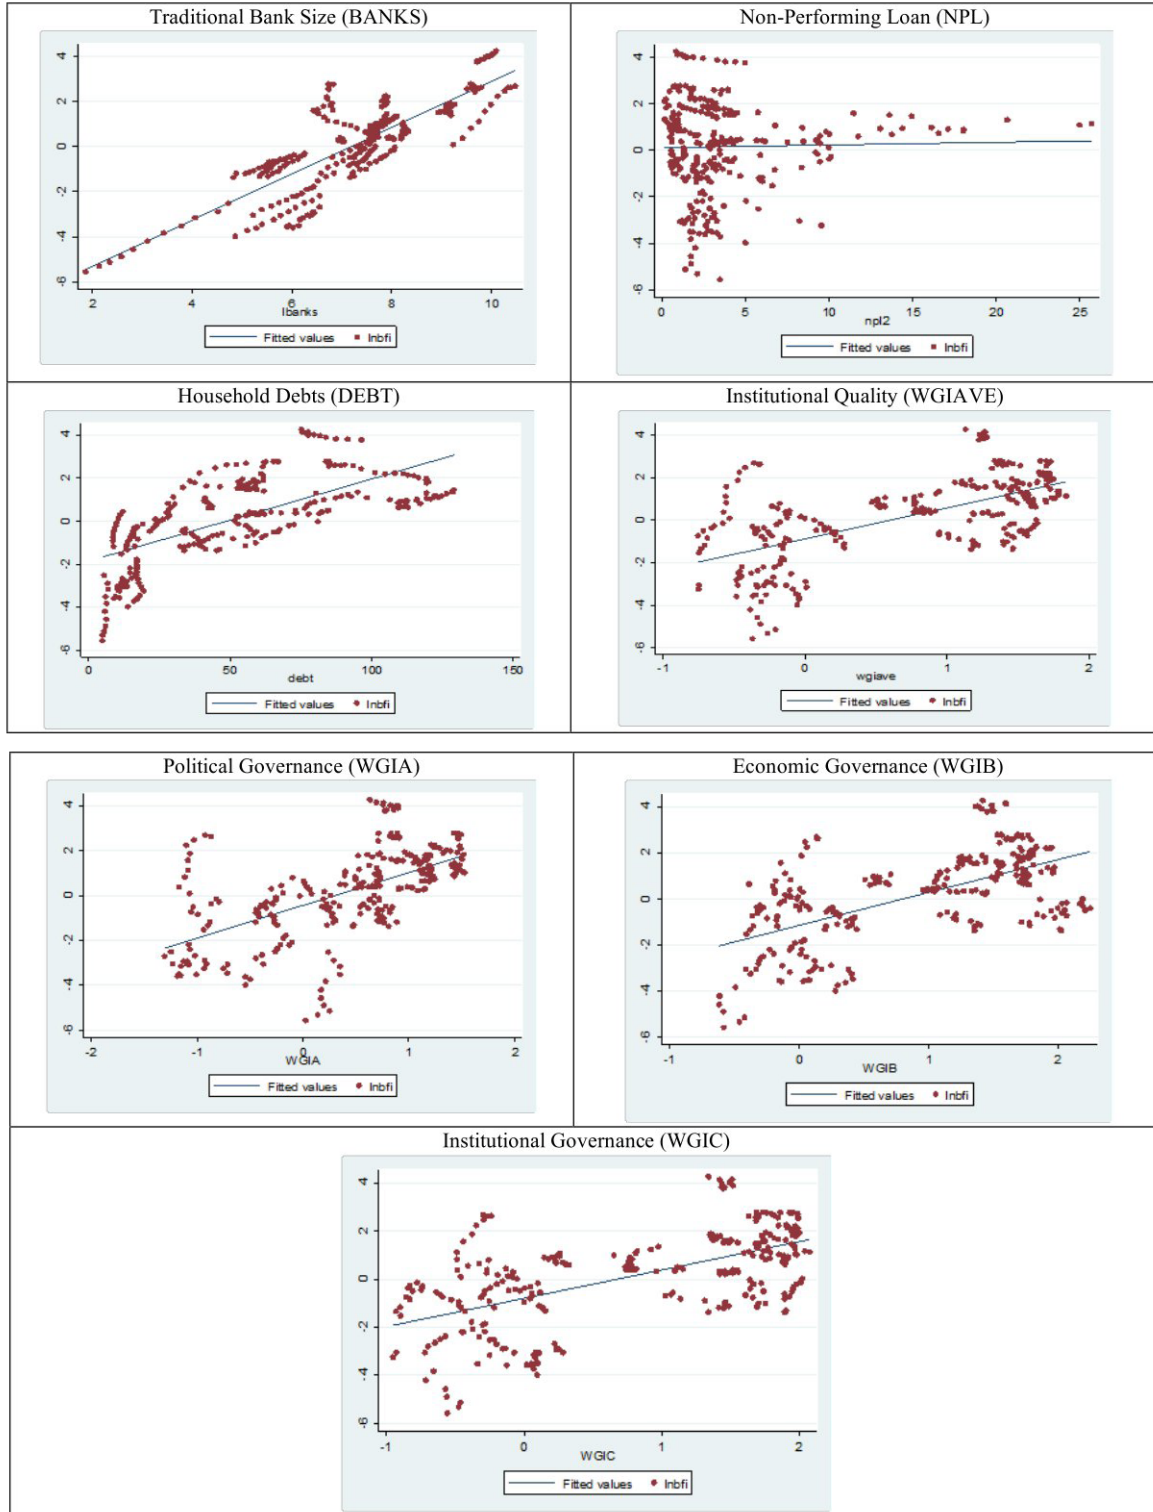 Traditional Bank Size (BANKS)
4
2
0
-2
-4
-6
2 4 6 8 10
lbanks
Fitted values lnbfi
Non-Performing Loan (NPL)
4
2
0
-2
-4
-6
0 5 10 15 20 25
npl2
Fitted values lnbfi
Household Debts (DEBT)
4
2
0
-2
-4
-6
0 50 100 150
debt
Fitted values lnbfi
Institutional Quality (WGIAVE)
4
2
0
-2
-4
-6
-1 0 1 2
wgiave
Fitted values lnbfi
Political Governance (WGIA)
4
2
0
-2
-4
-6
-2 -1 0 1 2
WGIA
Fitted values lnbfi
Economic Governance (WGIB)
4
2
0
-2
-4
-6
-1 0 1 2
WGIB
Fitted values lnbfi
Institutional Governance (WGIC)
4
2
0
-2
-4
-6
-1 0 1 2
WGIC
Fitted values lnbfi